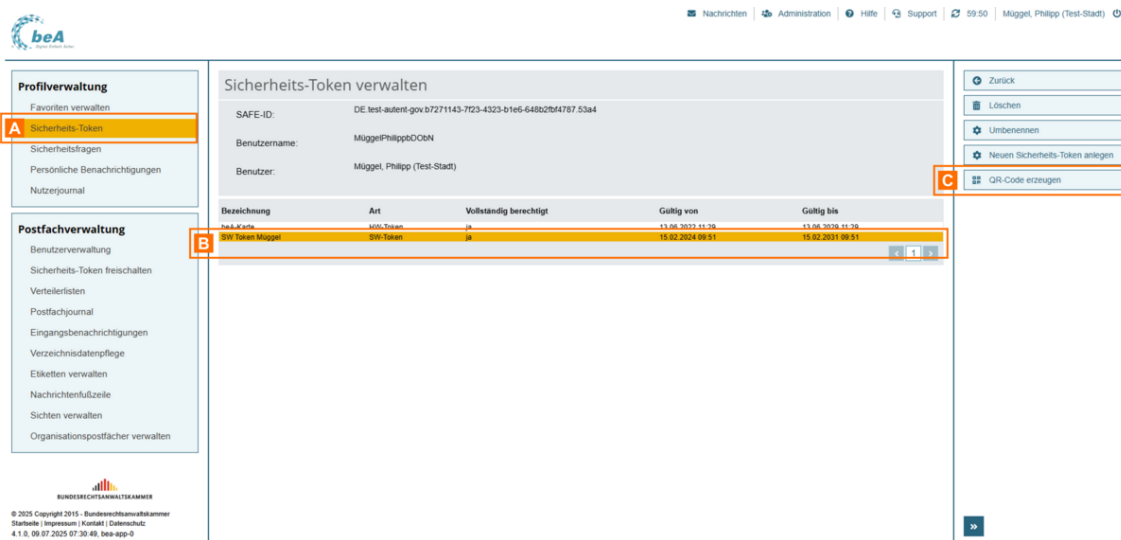 Nachrichten Administration Hilfe Support 59:50 Müggel, Philipp (Test-Stadt)
beA
Profilverwaltung
Favoriten verwalten
A Sicherheits-Token
Sicherheitsfragen
Persönliche Benachrichtigungen
Nutzerjournal
Postfachverwaltung
Benutzerverwaltung
Sicherheits-Token freischalten
Verteilerlisten
Postfachjournal
Eingangsbenachrichtigungen
Verzeichnisdatenpflege
Etiketten verwalten
Nachrichtenfußzeile
Sichten verwalten
Organisationspostfächer verwalten
BUNDESRECHTSANWALTSKAMMER
© 2025 Copyright 2015 - Bundesrechtsanwaltskammer
Startseite | Impressum | Kontakt | Datenschutz
4.1.0, 09.07.2025 07:30:49, bea-app-0
Sicherheits-Token verwalten
SAFE-ID: DE.test-autent-gov.b7271143-7f23-4323-b1e6-648b2fbf4787.53a4
Benutzername: MüggelPhilippbDObN
Benutzer: Müggel, Philipp (Test-Stadt)
Bezeichnung Art Vollständig berechtigt Gültig von Gültig bis
beA-Karte HW-Token ja 13.06.2022 11:29 13.06.2029 11:29
B SW Token Müggel SW-Token ja 15.02.2024 09:51 15.02.2031 09:51
< 1 >
Zurück
Löschen
Umbenennen
Neuen Sicherheits-Token anlegen
C QR-Code erzeugen
»